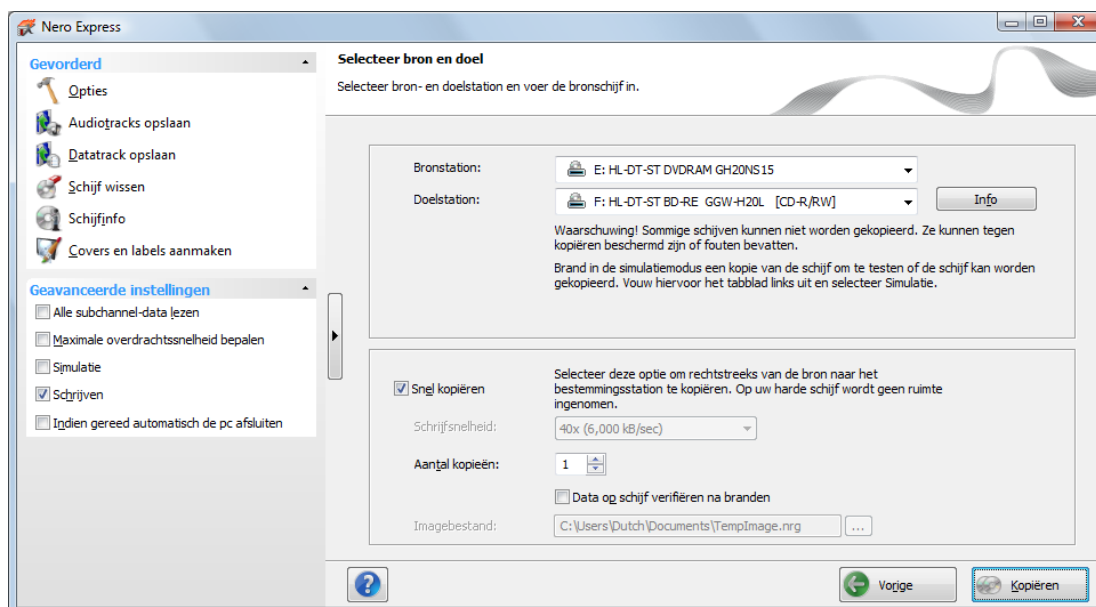 Nero Express
Gevorderd
Opties
Audiotracks opslaan
Datatrack opslaan
Schijf wissen
Schijfinfo
Covers en labels aanmaken
Geavanceerde instellingen
Alle subchannel-data lezen
Maximale overdrachtssnelheid bepalen
Simulatie
Schrijven
Indien gereed automatisch de pc afsluiten
Selecteer bron en doel
Selecteer bron- en doelstation en voer de bronschijf in.
Bronstation:
E: HL-DT-ST DVDRAM GH20NS15
Doelstation:
F: HL-DT-ST BD-RE GGW-H20L [CD-R/RW]
Info
Waarschuwing! Sommige schijven kunnen niet worden gekopieerd. Ze kunnen tegen
kopiëren beschermd zijn of fouten bevatten.
Brand in de simulatiemodus een kopie van de schijf om te testen of de schijf kan worden
gekopieerd. Vouw hiervoor het tabblad links uit en selecteer Simulatie.
Snel kopiëren
Selecteer deze optie om rechtstreeks van de bron naar het
bestemmingsstation te kopiëren. Op uw harde schijf wordt geen ruimte
ingenomen.
Schrijfsnelheid:
40x (6,000 kB/sec)
Aantal kopieën:
1
Data op schijf verifiëren na branden
Imagebestand:
C:\Users\Dutch\Documents\TempImage.nrg
...
?
Vorige
Kopiëren